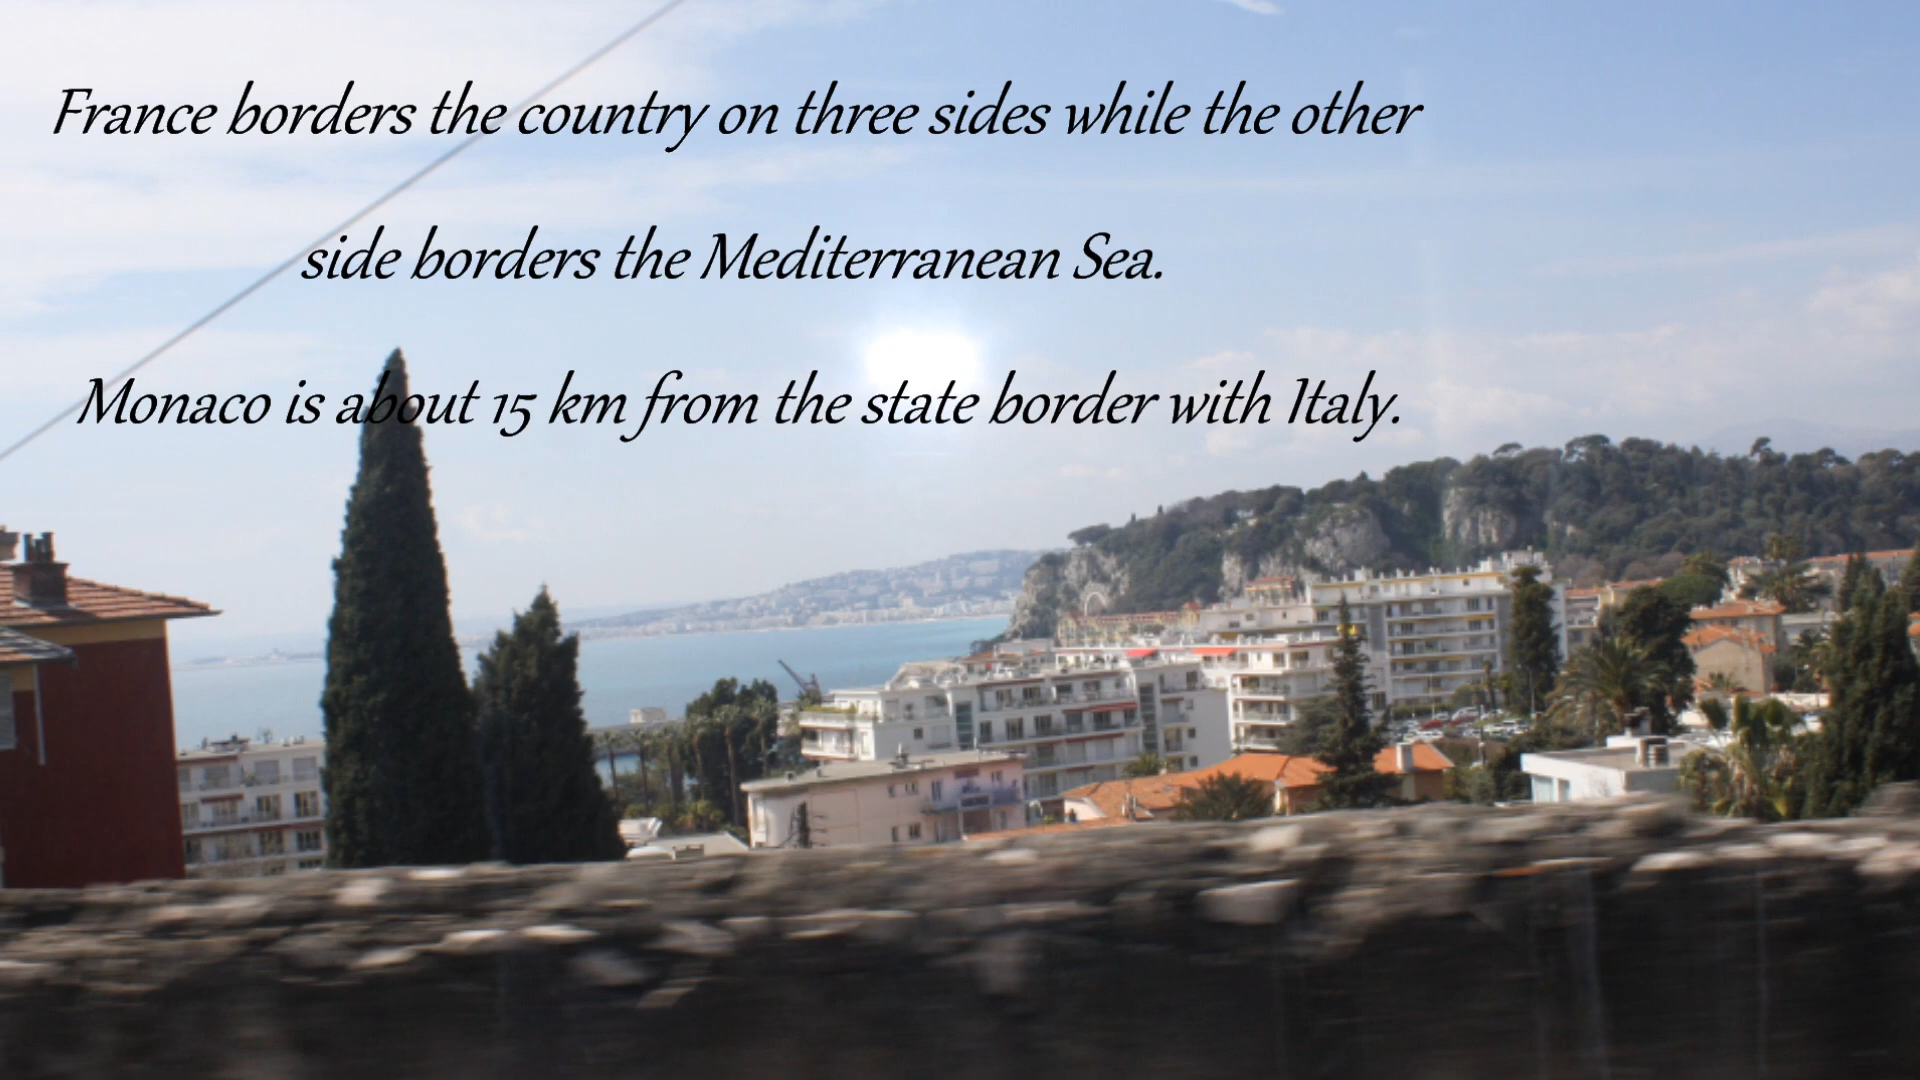 France borders the country on three sides while the other
side borders the Mediterranean Sea.
Monaco is about 15 km from the state border with Italy.